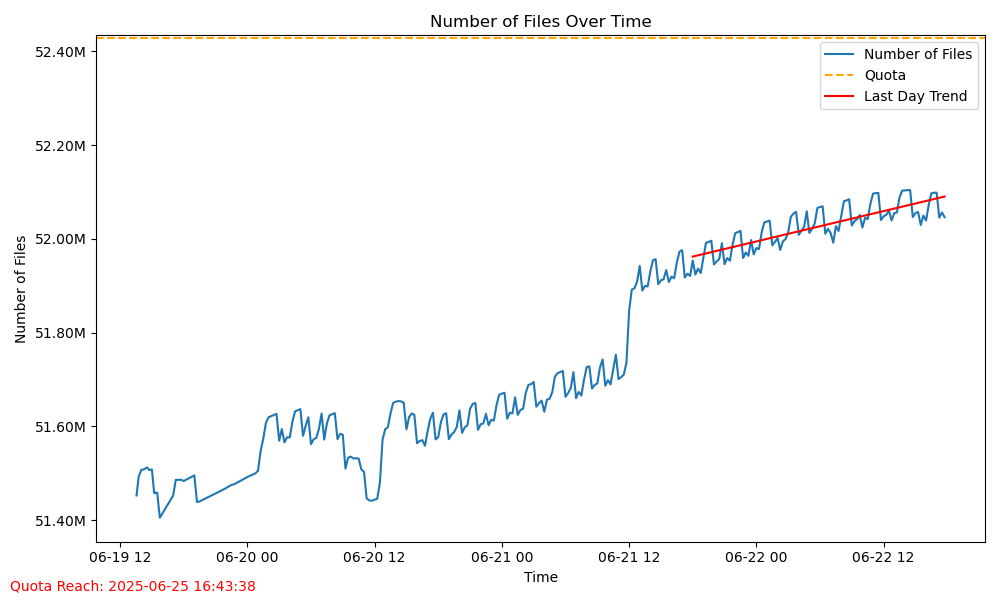 Number of Files Over Time
Number of Files
52.40M
52.20M
52.00M
51.80M
51.60M
51.40M
Number of Files
Quota
Last Day Trend
06-19 12
06-20 00
06-20 12
06-21 00
06-21 12
06-22 00
06-22 12
Time
Quota Reach: 2025-06-25 16:43:38